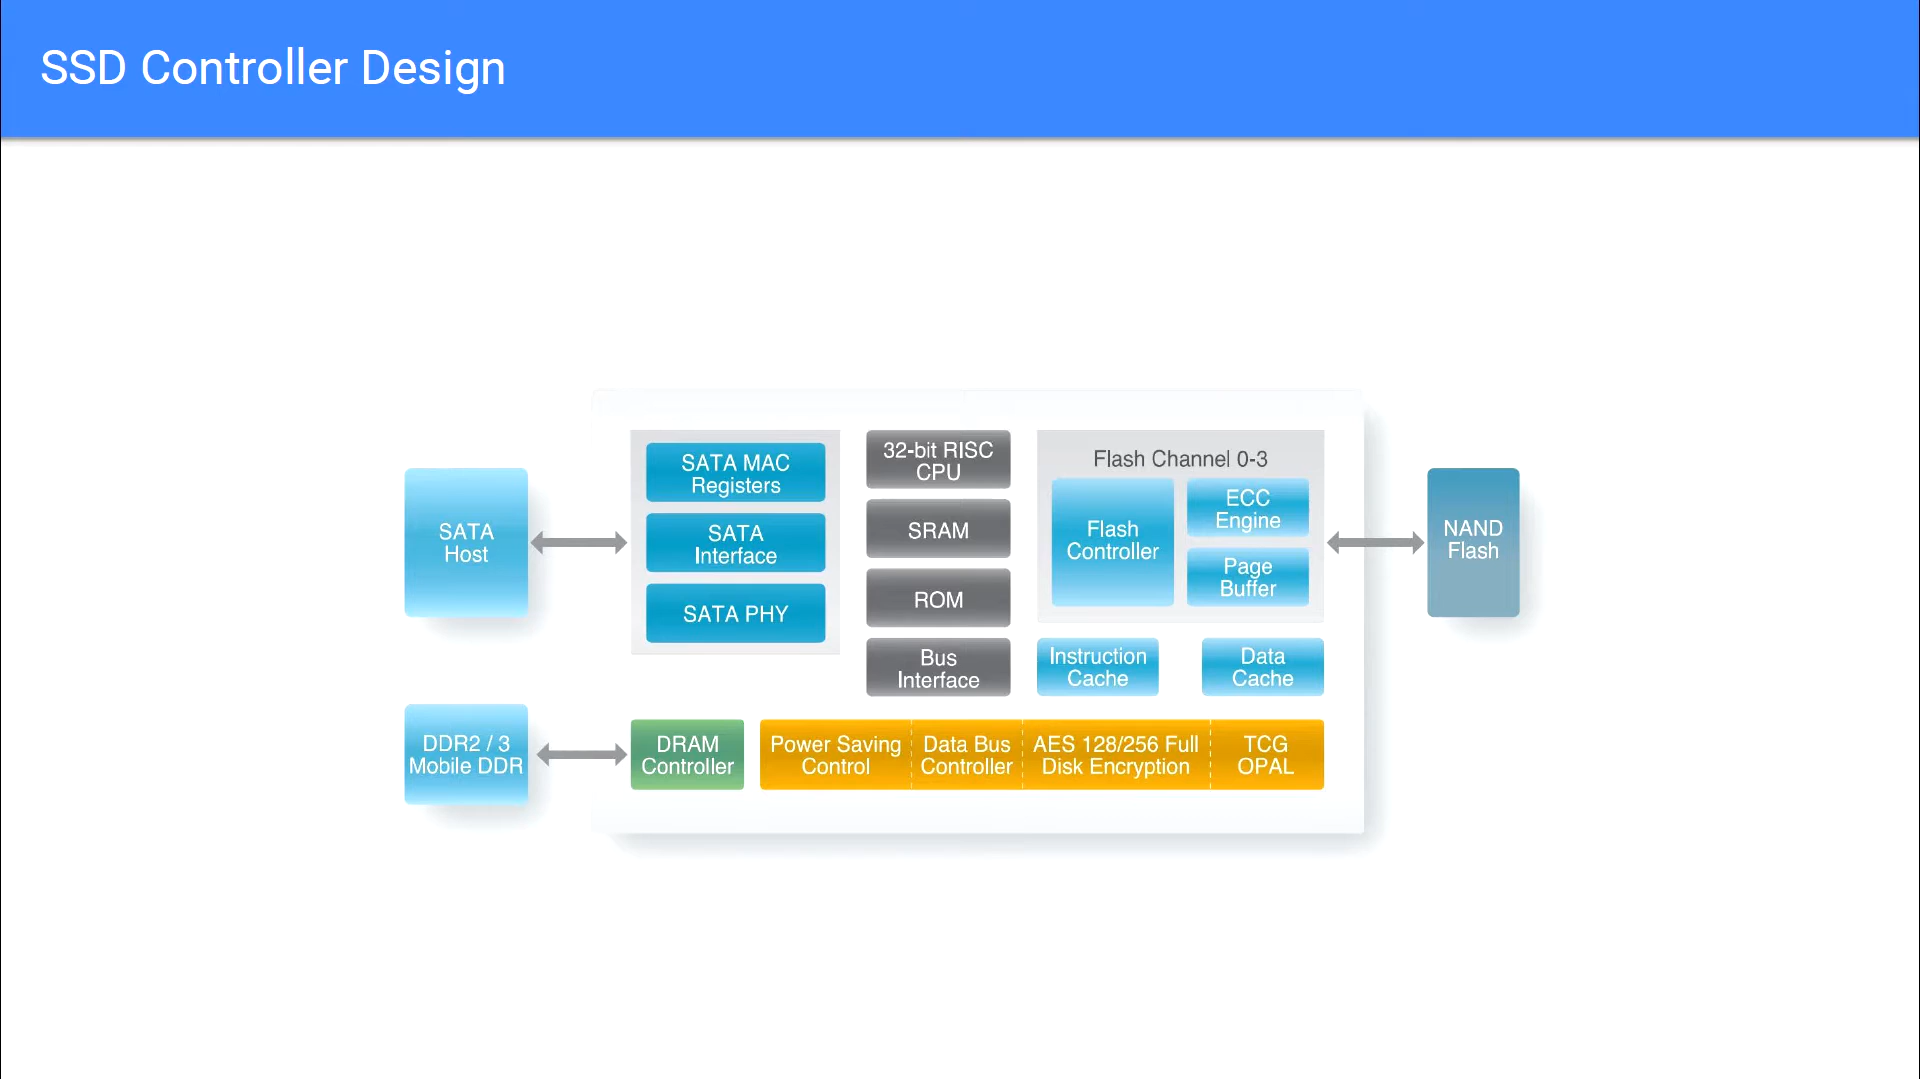 SSD Controller Design
SATA
Host
DDR2 / 3
Mobile DDR
SATA MAC
Registers
SATA
Interface
SATA PHY
32-bit RISC
CPU
SRAM
ROM
Bus
Interface
Flash Channel 0-3
Flash
Controller
ECC
Engine
Page
Buffer
Instruction
Cache
Data
Cache
DRAM
Controller
Power Saving
Control
Data Bus
Controller
AES 128/256 Full
Disk Encryption
TCG
OPAL
NAND
Flash